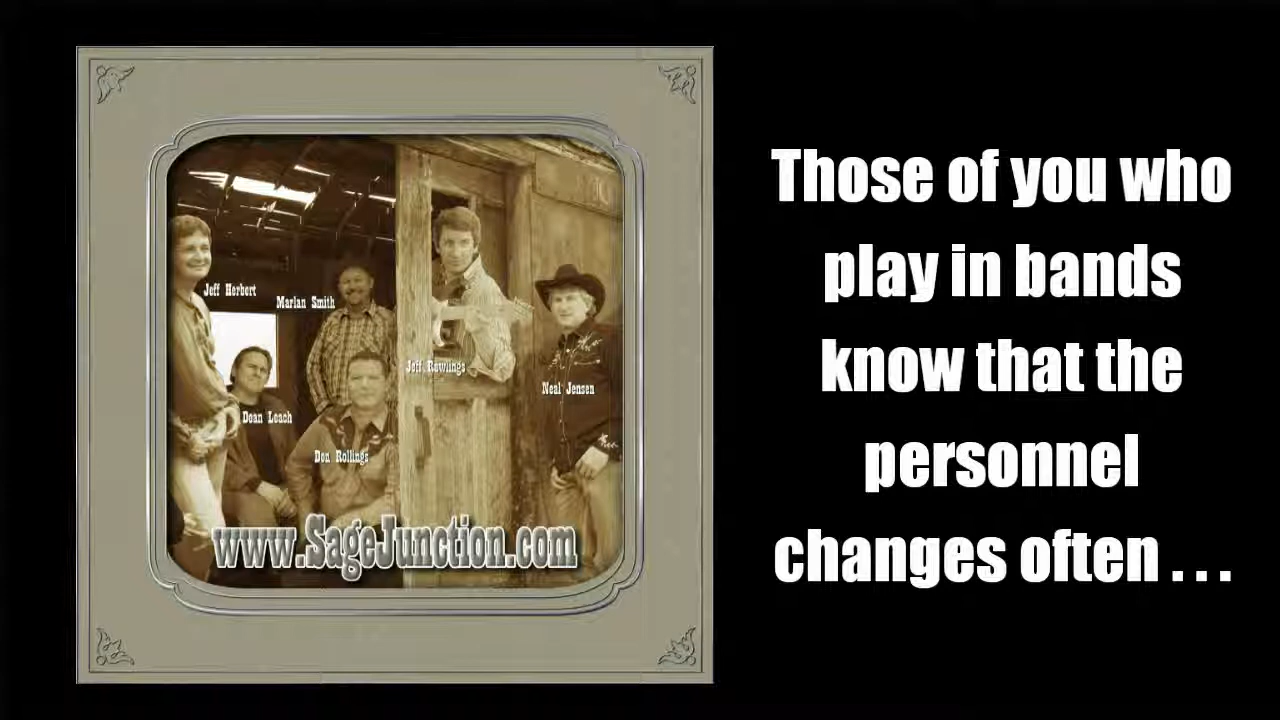 Jeff Herbert
Marlan Smith
Jeff Rawlings
Neal Jensen
Dean Leach
Don Rollings
www.SageJunction.com
Those of you who
play in bands
know that the
personnel
changes often . . .